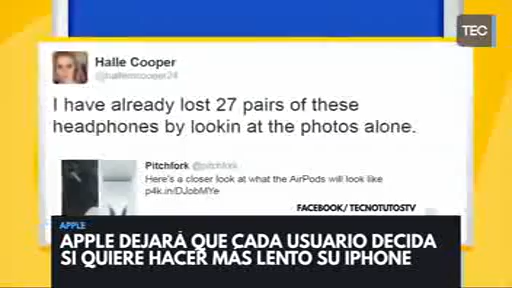 TEC
Halle Cooper
@hallemcooper24
I have already lost 27 pairs of these
headphones by lookin at the photos alone.
Pitchfork @pitchfork
Here's a closer look at what the AirPods will look like
p4k.in/DJobMYe
FACEBOOK/ TECNOTUTOSTV
APPLE
APPLE DEJARÁ QUE CADA USUARIO DECIDA
SI QUIERE HACER MÁS LENTO SU IPHONE